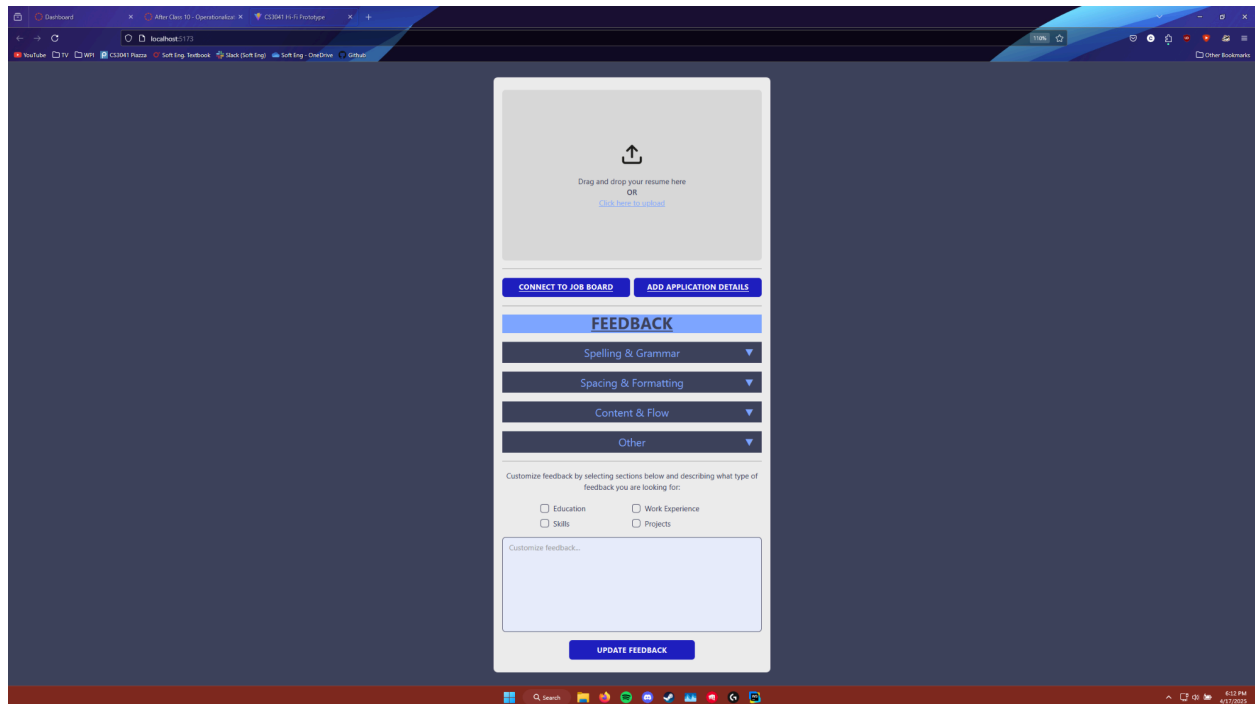 Dashboard
After Class 10 - Operationalizat
CS3041 Hi-Fi Prototype
localhost:5173
110%
YouTube
TV
WPI
CS3041 Piazza
Soft Eng. Textbook
Slack (Soft Eng)
Soft Eng - OneDrive
Github
Other Bookmarks
Drag and drop your resume here
OR
Click here to upload
CONNECT TO JOB BOARD
ADD APPLICATION DETAILS
FEEDBACK
Spelling & Grammar
Spacing & Formatting
Content & Flow
Other
Customize feedback by selecting sections below and describing what type of
feedback you are looking for:
Education
Work Experience
Skills
Projects
Customize feedback...
UPDATE FEEDBACK
Search
6:12 PM
4/17/2025